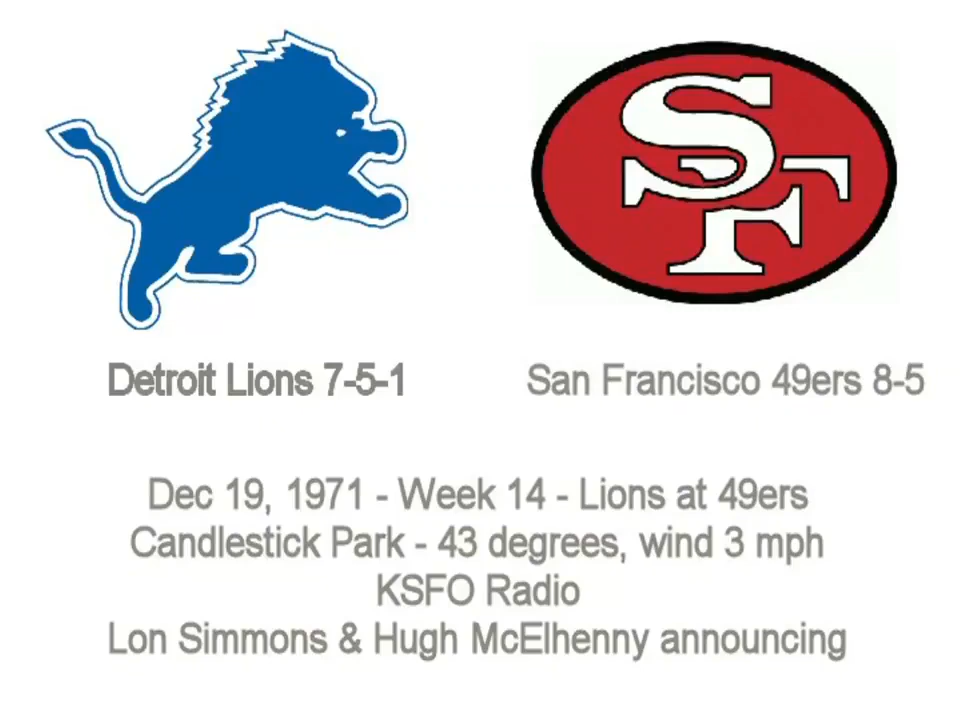 SF
Detroit Lions 7-5-1
San Francisco 49ers 8-5
Dec 19, 1971 - Week 14 - Lions at 49ers
Candlestick Park - 43 degrees, wind 3 mph
KSFO Radio
Lon Simmons & Hugh McElhenny announcing